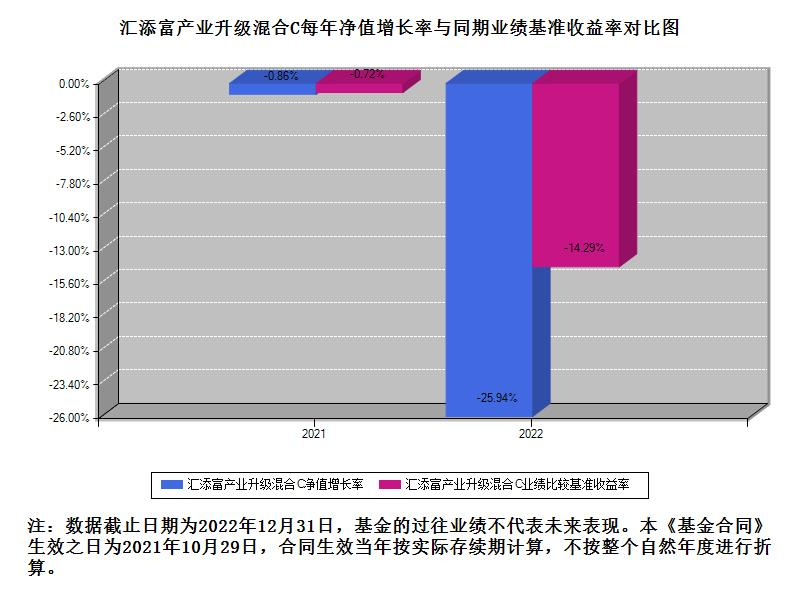 汇添富产业升级混合C每年净值增长率与同期业绩基准收益率对比图
0.00%
-2.60%
-5.20%
-7.80%
-10.40%
-13.00%
-15.60%
-18.20%
-20.80%
-23.40%
-26.00%
-0.86%
-0.72%
-14.29%
-25.94%
2021
2022
汇添富产业升级混合C净值增长率
汇添富产业升级混合C业绩比较基准收益率
注：数据截止日期为2022年12月31日，基金的过往业绩不代表未来表现。本《基金合同》
生效之日为2021年10月29日，合同生效当年按实际存续期计算，不按整个自然年度进行折
算。